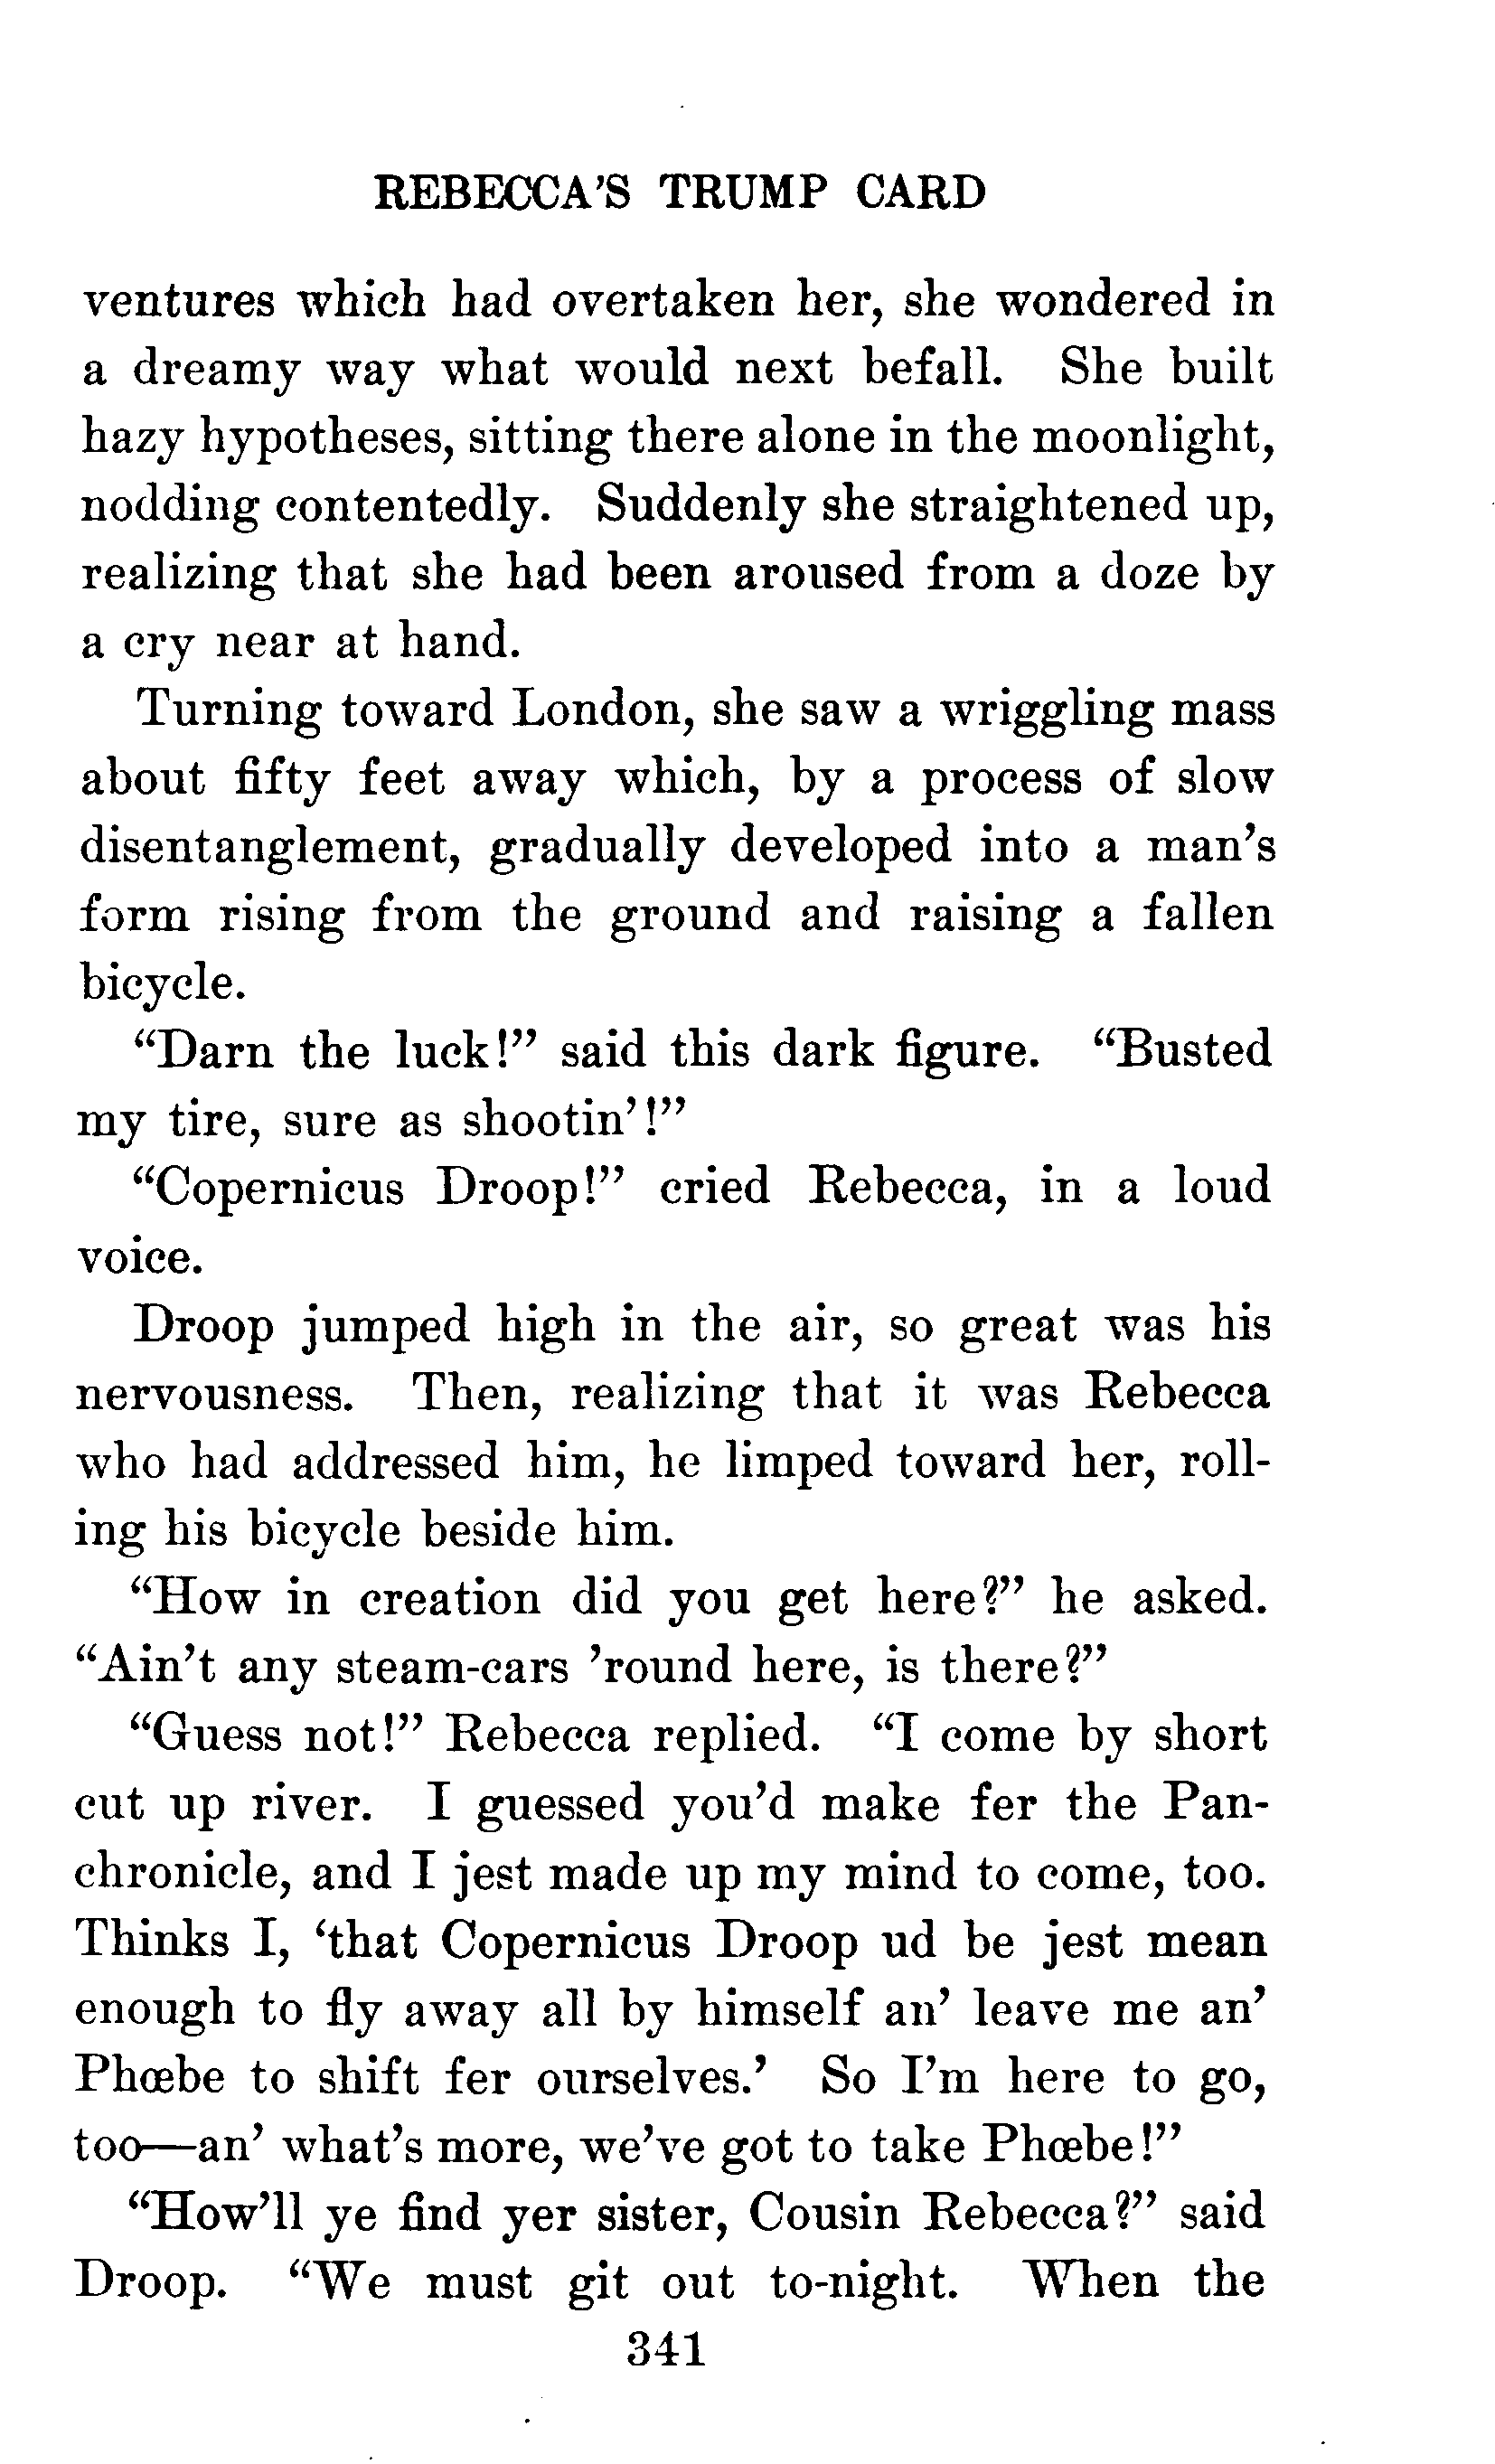 REBECCA'S TRUMP CARD
ventures which had overtaken her, she wondered in
a dreamy way what would next befall. She built
hazy hypotheses, sitting there alone in the moonlight,
nodding contentedly. Suddenly she straightened up,
realizing that she had been aroused from a doze by
a cry near at hand.
Turning toward London, she saw a wriggling mass
about fifty feet away which, by a process of slow
disentanglement, gradually developed into a man's
form rising from the ground and raising a fallen
bicycle.
“Darn the luck!” said this dark figure. “Busted
my tire, sure as shootin'!”
“Copernicus Droop!” cried Rebecca, in a loud
voice.
Droop jumped high in the air, so great was his
nervousness. Then, realizing that it was Rebecca
who had addressed him, he limped toward her, roll-
ing his bicycle beside him.
“How in creation did you get here?” he asked.
“Ain't any steam-cars 'round here, is there?”
“Guess not!” Rebecca replied. “I come by short
cut up river. I guessed you'd make fer the Pan-
chronicle, and I jest made up my mind to come, too.
Thinks I, ‘that Copernicus Droop ud be jest mean
enough to fly away all by himself an' leave me an'
Phœbe to shift fer ourselves.’ So I'm here to go,
too—an' what's more, we've got to take Phœbe!”
“How'll ye find yer sister, Cousin Rebecca?” said
Droop. “We must git out to-night. When the
341